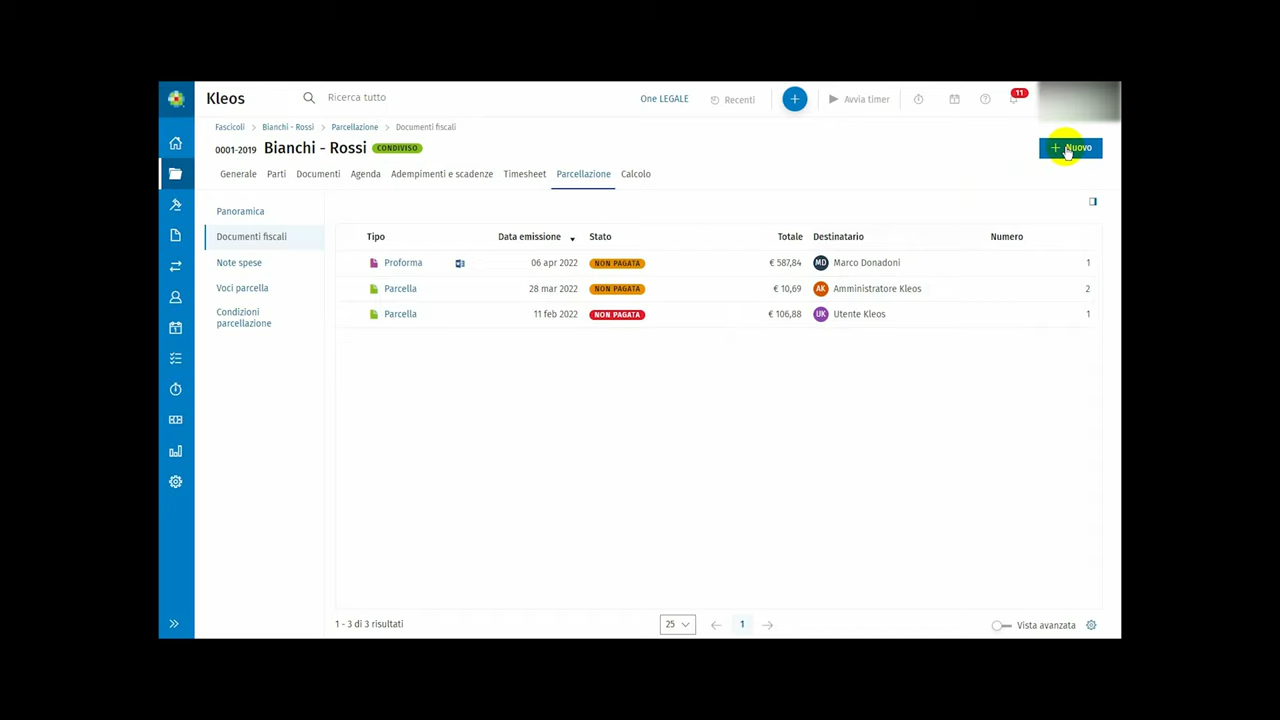 Kleos
Ricerca tutto
One LEGALE
Recenti
+
Avvia timer
11
Fascicoli > Bianchi - Rossi > Parcellazione > Documenti fiscali
0001-2019 Bianchi - Rossi CONDIVISO
+ Nuovo
Generale Parti Documenti Agenda Adempimenti e scadenze Timesheet Parcellazione Calcolo
Panoramica
Documenti fiscali
Note spese
Voci parcella
Condizioni
parcellazione
Tipo Data emissione Stato Totale Destinatario Numero
Proforma 06 apr 2022 NON PAGATA € 587,84 MD Marco Donadoni 1
Parcella 28 mar 2022 NON PAGATA € 10,69 AK Amministratore Kleos 2
Parcella 11 feb 2022 NON PAGATA € 106,88 UK Utente Kleos 1
1 - 3 di 3 risultati
25
1
Vista avanzata